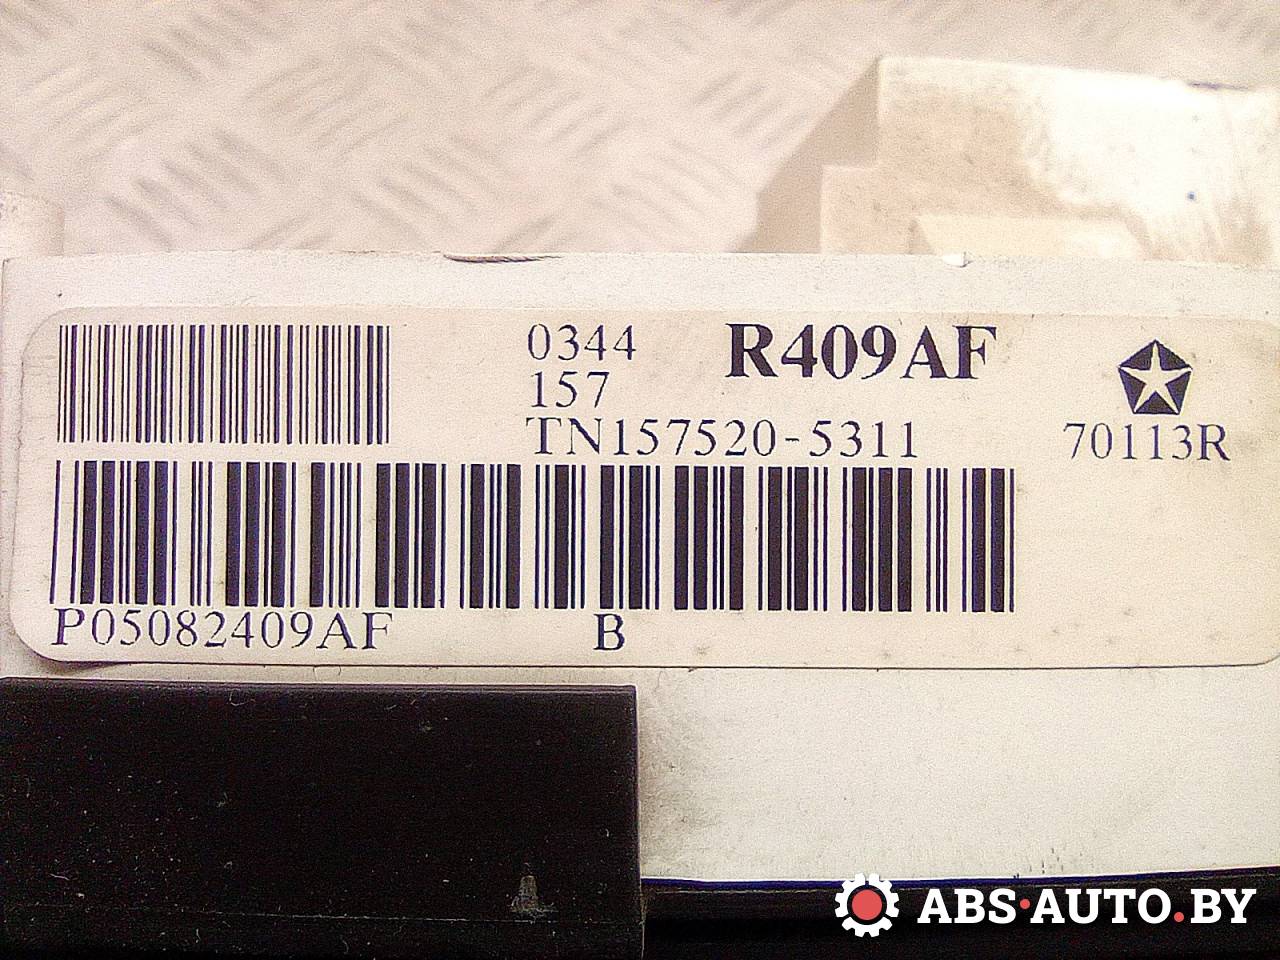 0344 R409AF
157
TN157520-5311 70113R
P05082409AF B
ABS·AUTO.BY